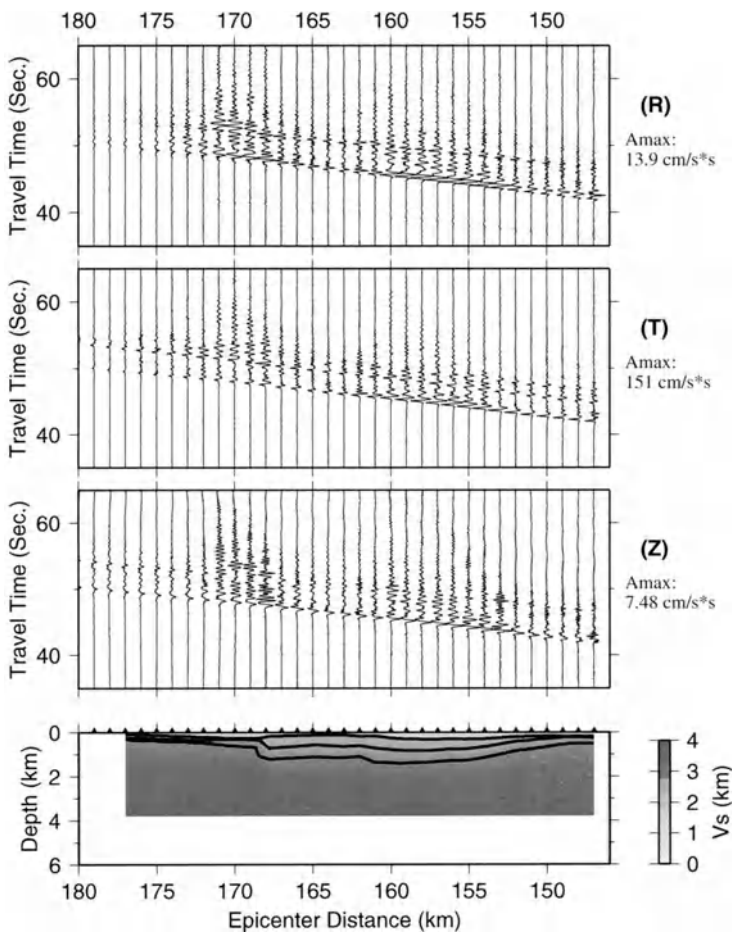 180 175 170 165 160 155 150
60
40
Travel Time (Sec.)
(R)
Amax:
13.9 cm/s*s
60
40
Travel Time (Sec.)
(T)
Amax:
151 cm/s*s
60
40
Travel Time (Sec.)
(Z)
Amax:
7.48 cm/s*s
0
2
4
6
Depth (km)
4
3
2
1
0
Vs (km)
180 175 170 165 160 155 150
Epicenter Distance (km)